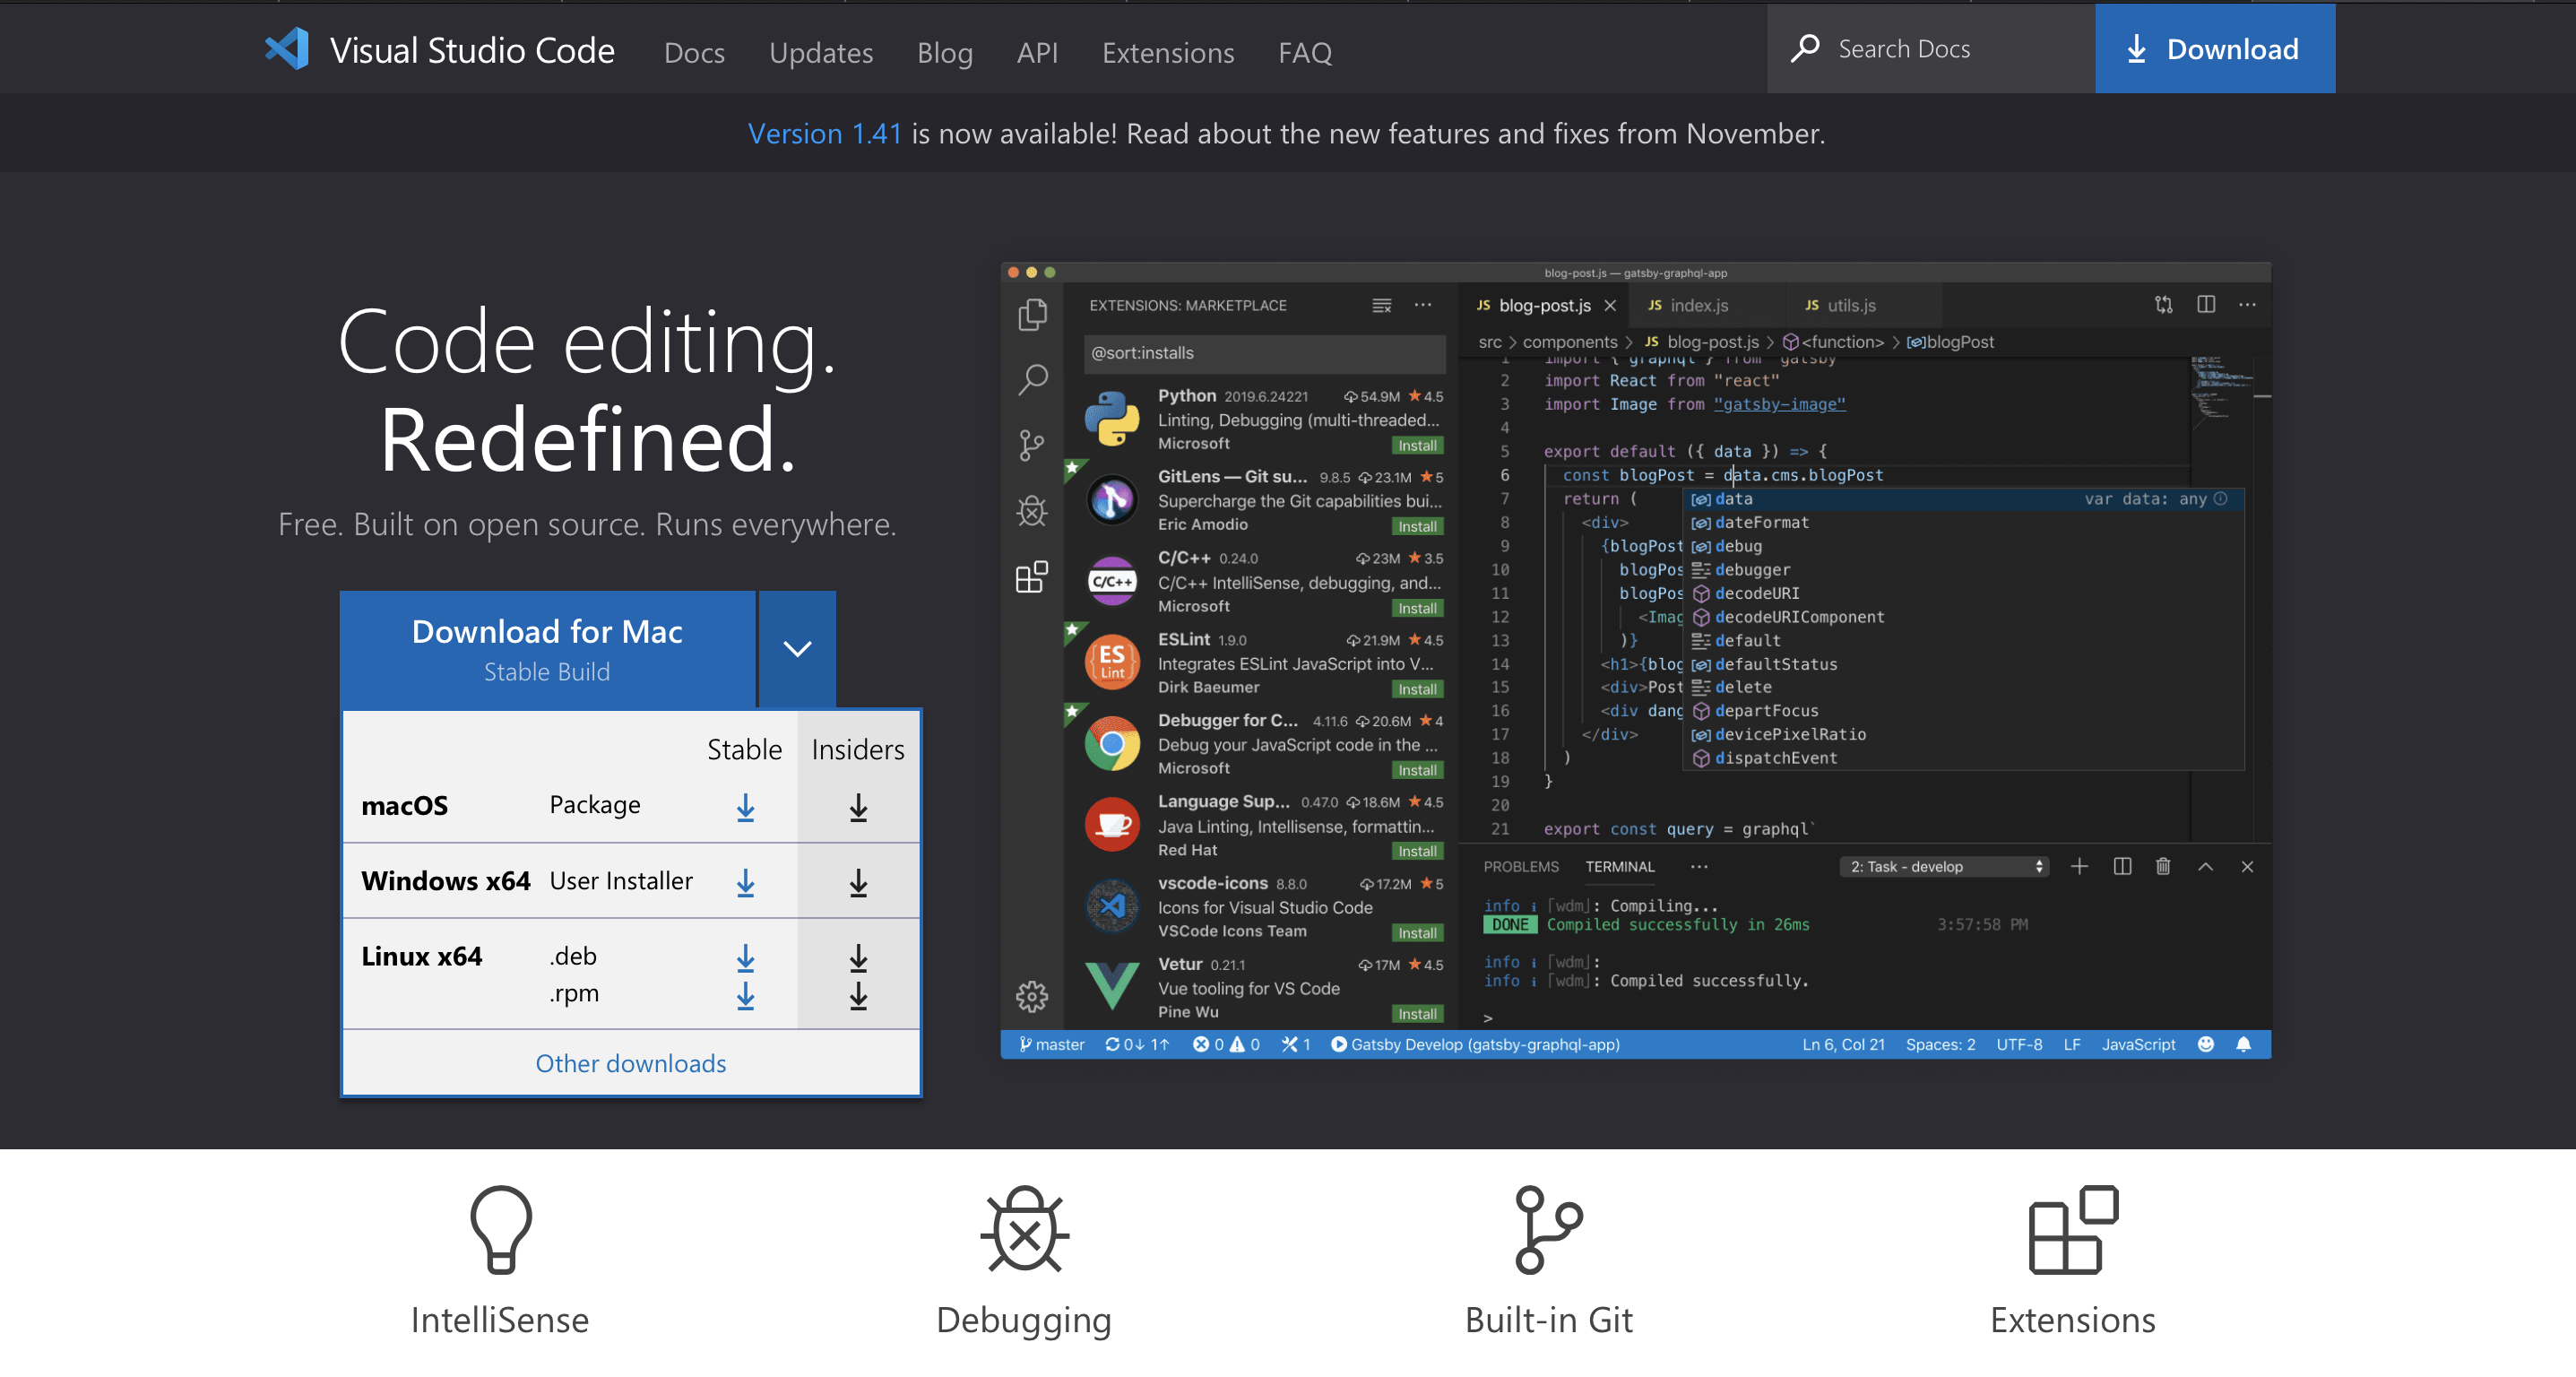 Visual Studio Code Docs Updates Blog API Extensions FAQ Search Docs Download
Version 1.41 is now available! Read about the new features and fixes from November.
Code editing.
Redefined.
Free. Built on open source. Runs everywhere.
Download for Mac
Stable Build
Stable Insiders
macOS Package
Windows x64 User Installer
Linux x64 .deb
.rpm
Other downloads
blog-post.js — gatsby-graphql-app
EXTENSIONS: MARKETPLACE
@sort:installs
Python 2019.6.24221 54.9M 4.5
Linting, Debugging (multi-threaded...
Microsoft Install
GitLens — Git su... 9.8.5 23.1M 5
Supercharge the Git capabilities bui...
Eric Amodio Install
C/C++
C/C++ 0.24.0 23M 3.5
C/C++ IntelliSense, debugging, and...
Microsoft Install
ES
Lint
ESLint 1.9.0 21.9M 4.5
Integrates ESLint JavaScript into V...
Dirk Baeumer Install
Debugger for C... 4.11.6 20.6M 4
Debug your JavaScript code in the ...
Microsoft Install
Language Sup... 0.47.0 18.6M 4.5
Java Linting, Intellisense, formattin...
Red Hat Install
vscode-icons 8.8.0 17.2M 5
Icons for Visual Studio Code
VSCode Icons Team Install
Vetur 0.21.1 17M 4.5
Vue tooling for VS Code
Pine Wu Install
JS blog-post.js JS index.js JS utils.js
src > components > JS blog-post.js > <function> > blogPost
1 import { graphql } from "gatsby"
2 import React from "react"
3 import Image from "gatsby-image"
4
5 export default ({ data }) => {
6 const blogPost = data.cms.blogPost
7 return (
8 <div>
9 {blogPost
10 blogPos
11 blogPos
12 <Imag
13 )}
14 <h1>{blog
15 <div>Post
16 <div dang
17 </div>
18 )
19 }
20
21 export const query = graphql`
data var data: any
dateFormat
debug
debugger
decodeURI
decodeURIComponent
default
defaultStatus
delete
departFocus
devicePixelRatio
dispatchEvent
PROBLEMS TERMINAL ... 2: Task - develop
info i ｢wdm｣: Compiling...
DONE Compiled successfully in 26ms 3:57:58 PM
info i ｢wdm｣:
info i ｢wdm｣: Compiled successfully.
>
master 0↓ 1↑ 0 0 1 Gatsby Develop (gatsby-graphql-app) Ln 6, Col 21 Spaces: 2 UTF-8 LF JavaScript
IntelliSense Debugging Built-in Git Extensions